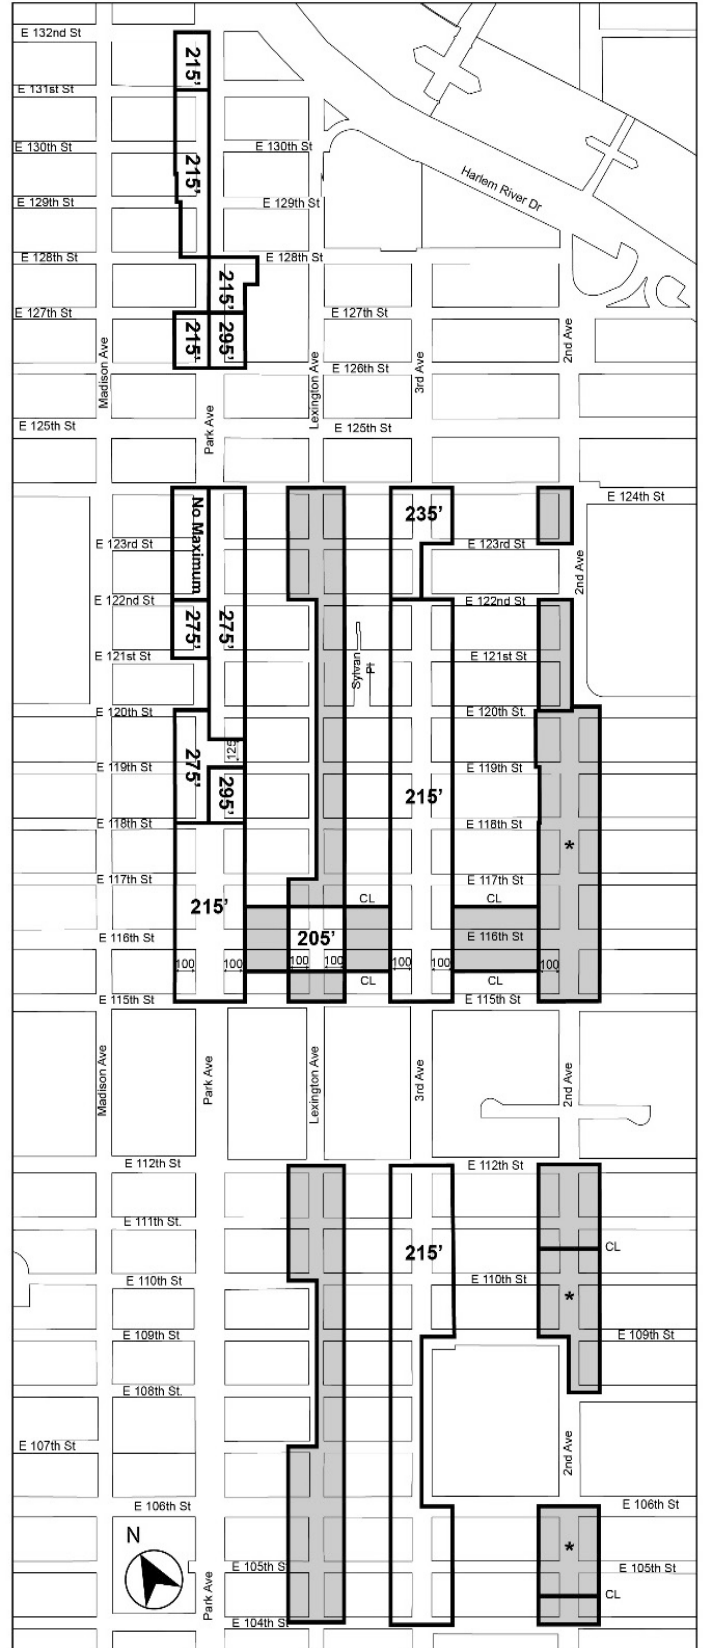 E 132nd St
215'
E 131st St
E 130th St
E 130th St
215'
Harlem River Dr
E 129th St
E 129th St
E 128th St
E 128th St
215'
E 127th St
E 127th St
215'
295'
Madison Ave
Lexington Ave
3rd Ave
2nd Ave
E 126th St
Park Ave
E 125th St
E 125th St
E 124th St
No Maximum
235'
E 123rd St
E 123rd St
2nd Ave
E 122nd St
E 122nd St
275'
275'
E 121st St
Sylvan Pl
E 121st St
E 120th St
E 120th St.
125
275'
E 119th St
E 119th St
295'
215'
E 118th St
E 118th St
*
E 117th St
E 117th St
CL
CL
215'
E 116th St
205'
E 116th St
100
100
100
100
100
100
100
CL
CL
E 115th St
E 115th St
Madison Ave
Park Ave
Lexington Ave
3rd Ave
2nd Ave
E 112th St
E 112th St
E 111th St.
215'
CL
E 110th St
E 110th St
*
E 109th St
E 109th St
E 108th St.
E 107th St
2nd Ave
E 106th St
E 106th St
N
*
E 105th S
E 105th St
Park Ave
CL
E 104th St